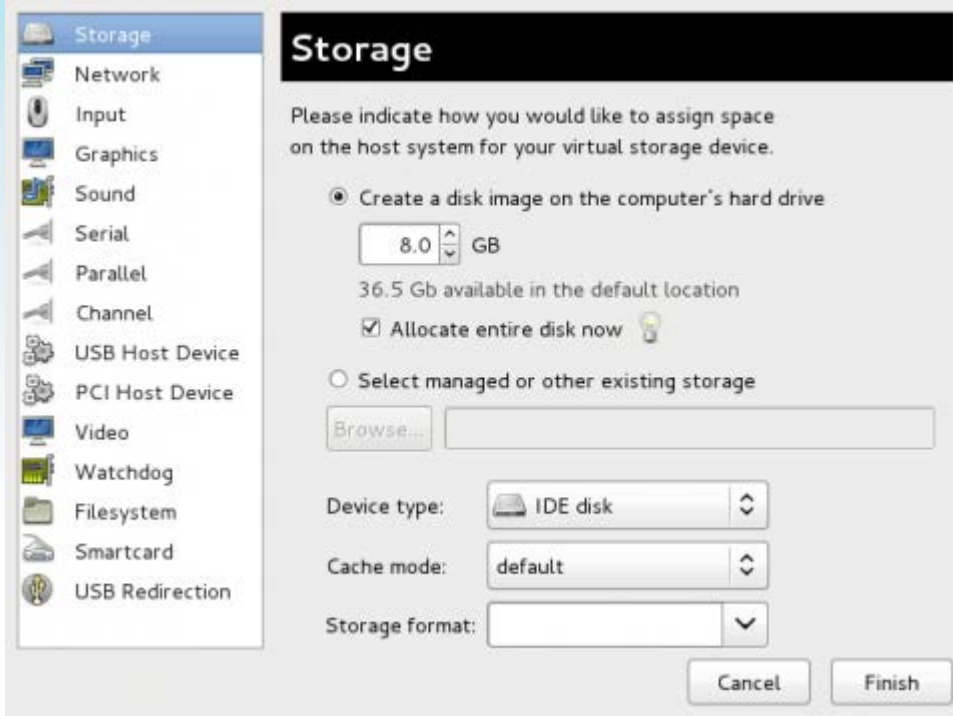 Storage
Network
Input
Graphics
Sound
Serial
Parallel
Channel
USB Host Device
PCI Host Device
Video
Watchdog
Filesystem
Smartcard
USB Redirection
Storage
Please indicate how you would like to assign space
on the host system for your virtual storage device.
Create a disk image on the computer's hard drive
8.0 GB
36.5 Gb available in the default location
Allocate entire disk now
Select managed or other existing storage
Browse...
Device type: IDE disk
Cache mode: default
Storage format:
Cancel Finish